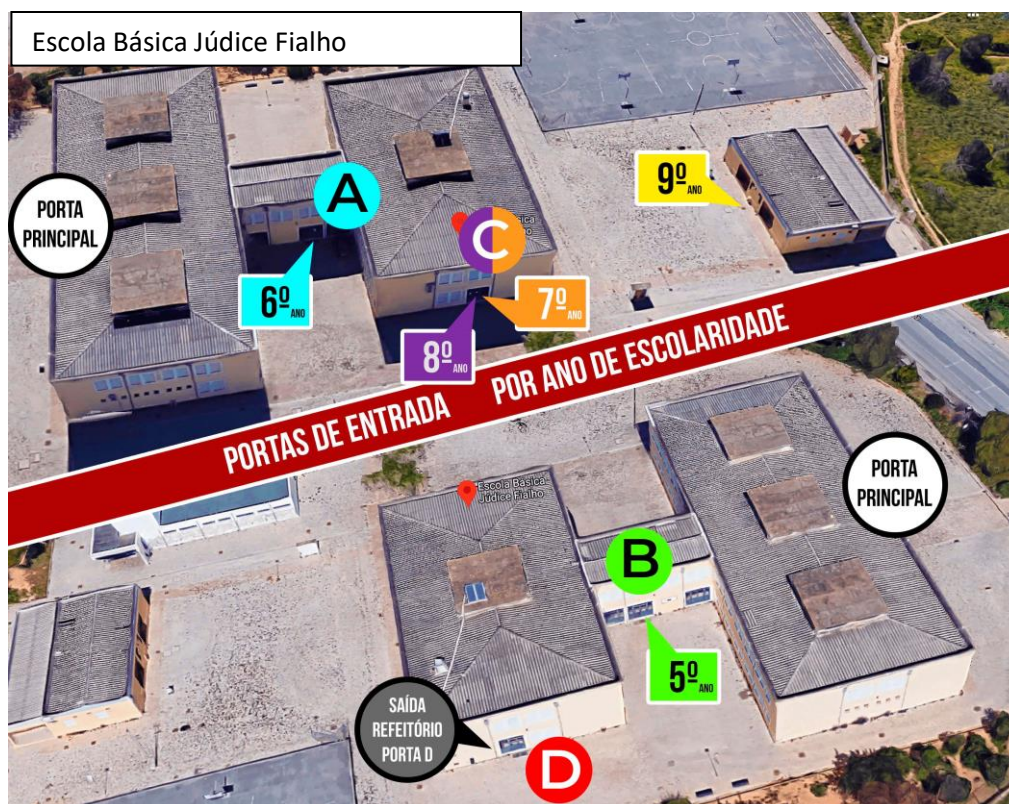 Escola Básica Júdice Fialho
PORTA
PRINCIPAL
A
6º ANO
C
8º ANO
7º ANO
9º ANO
PORTAS DE ENTRADA POR ANO DE ESCOLARIDADE
Escola Básica
Júdice Fialho
B
5º ANO
PORTA
PRINCIPAL
SAÍDA
REFEITÓRIO
PORTA D
D